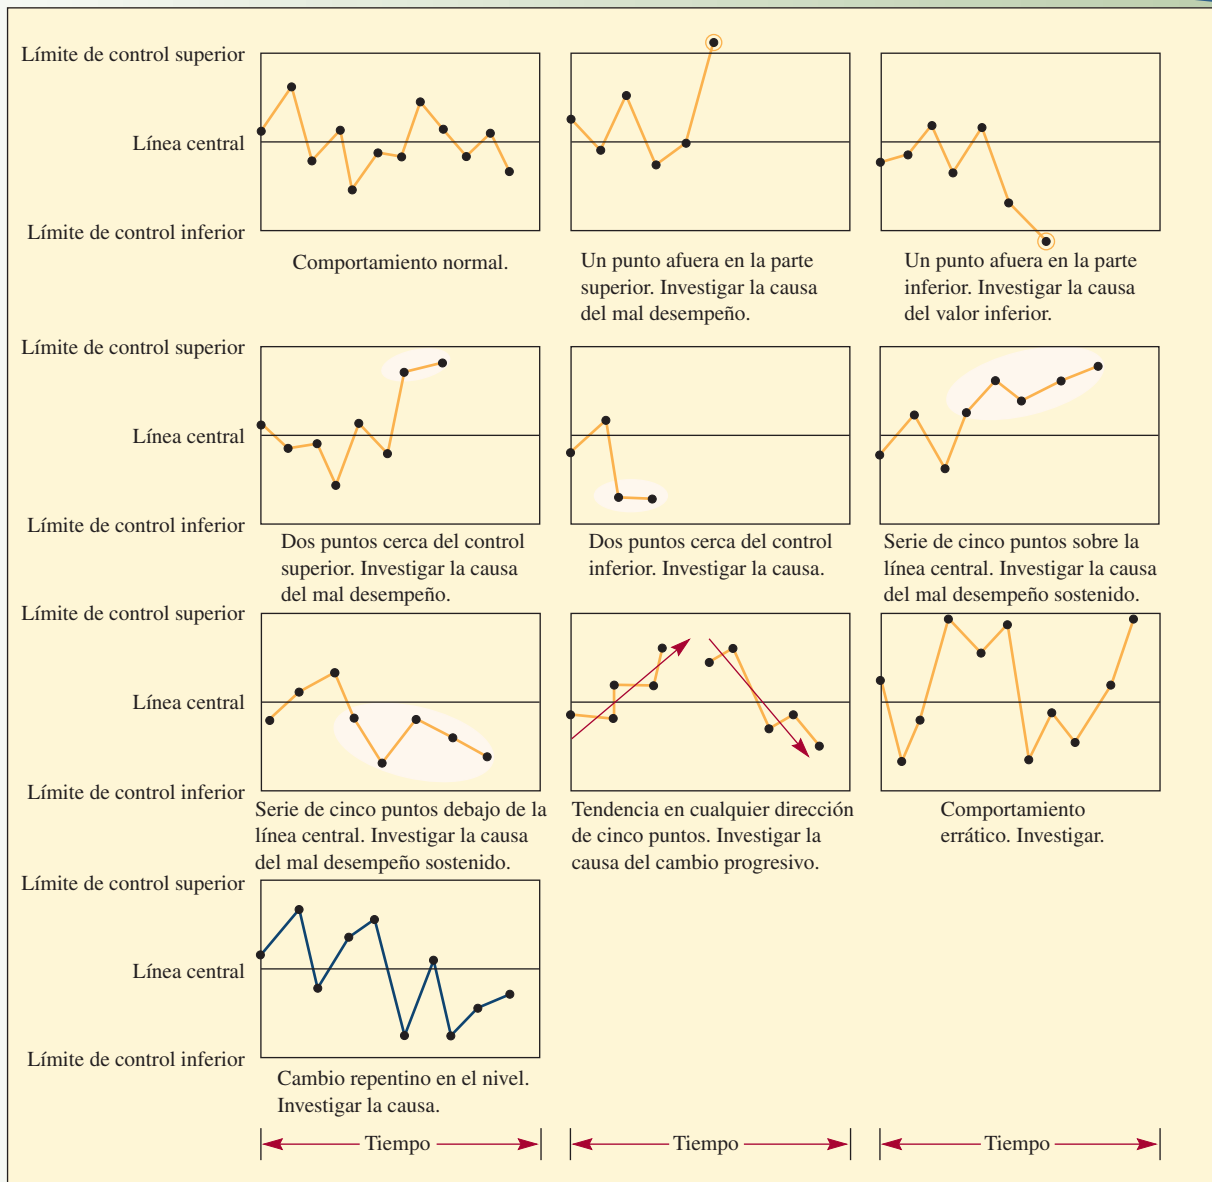 Límite de control superior
Línea central
Límite de control inferior
Comportamiento normal.
Un punto afuera en la parte
superior. Investigar la causa
del mal desempeño.
Un punto afuera en la parte
inferior. Investigar la causa
del valor inferior.
Límite de control superior
Línea central
Límite de control inferior
Dos puntos cerca del control
superior. Investigar la causa
del mal desempeño.
Dos puntos cerca del control
inferior. Investigar la causa.
Serie de cinco puntos sobre la
línea central. Investigar la causa
del mal desempeño sostenido.
Límite de control superior
Línea central
Límite de control inferior
Serie de cinco puntos debajo de la
línea central. Investigar la causa
del mal desempeño sostenido.
Tendencia en cualquier dirección
de cinco puntos. Investigar la
causa del cambio progresivo.
Comportamiento
errático. Investigar.
Límite de control superior
Línea central
Límite de control inferior
Cambio repentino en el nivel.
Investigar la causa.
Tiempo
Tiempo
Tiempo